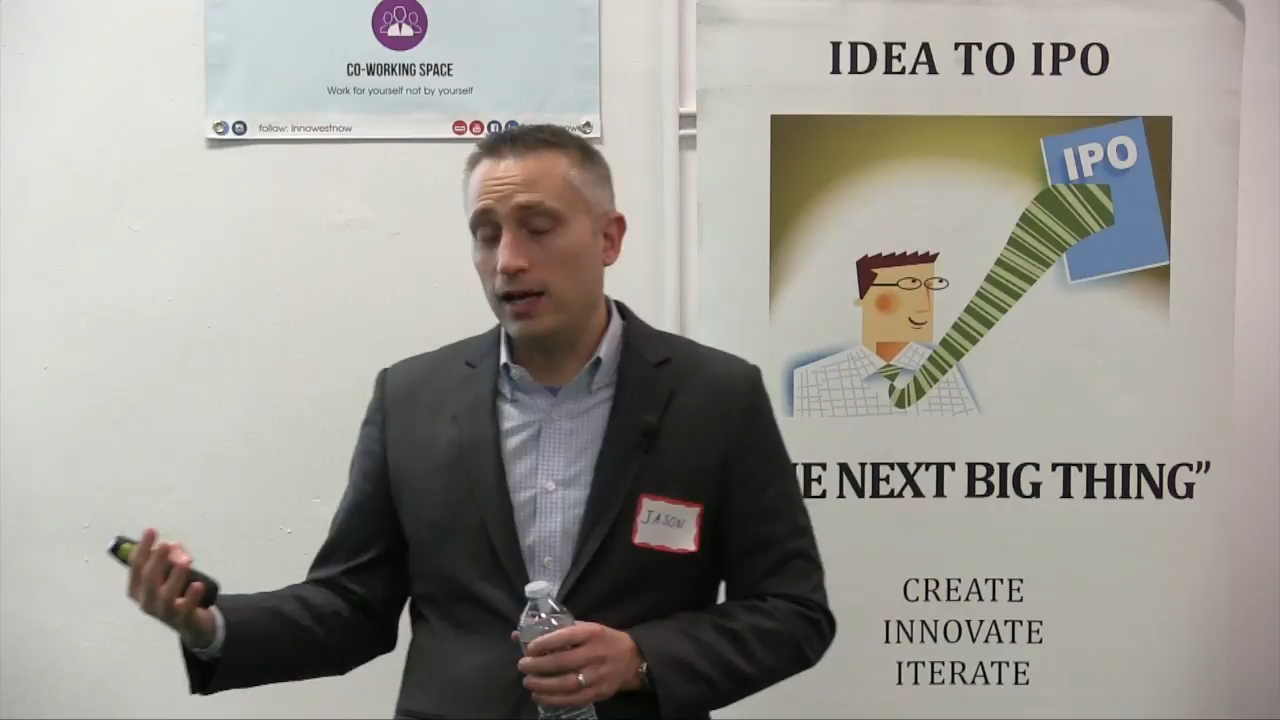 CO-WORKING SPACE
Work for yourself not by yourself
follow: Innowestnow
IDEA TO IPO
IPO
NEXT BIG THING”
JASON
CREATE
INNOVATE
ITERATE